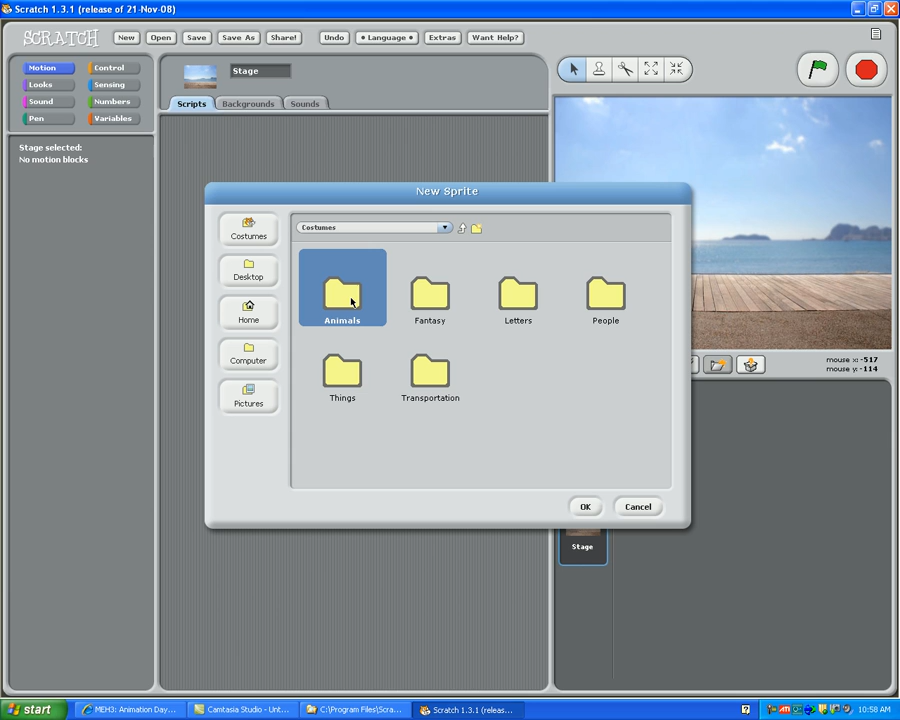 Scratch 1.3.1 (release of 21-Nov-08)
SCRATCH
New
Open
Save
Save As
Share!
Undo
• Language •
Extras
Want Help?
Motion
Control
Looks
Sensing
Sound
Numbers
Pen
Variables
Stage
Scripts
Backgrounds
Sounds
Stage selected:
No motion blocks
New Sprite
Costumes
Costumes
Desktop
Home
Computer
Pictures
Animals
Fantasy
Letters
People
Things
Transportation
OK
Cancel
mouse x: -517
mouse y: -114
Stage
start
MEH3: Animation Day...
Camtasia Studio - Unt...
C:\Program Files\Scra...
Scratch 1.3.1 (releas...
10:58 AM